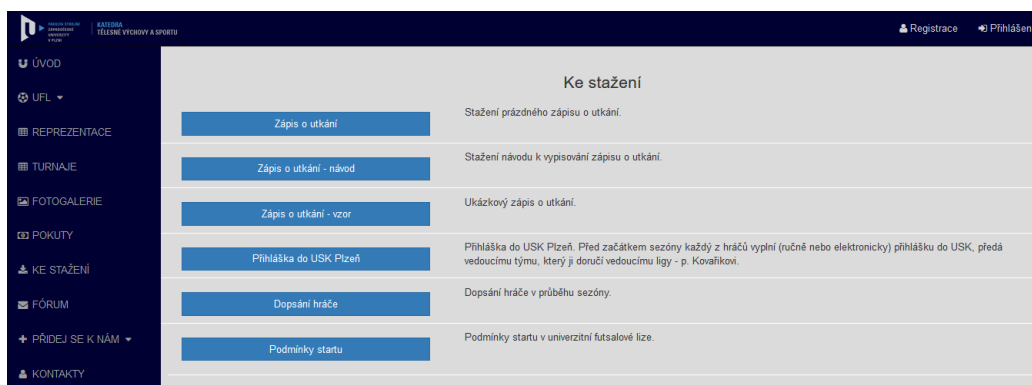 KATEDRA
TĚLESNÉ VÝCHOVY A SPORTU
Registrace
Přihlášen
ÚVOD
UFL
REPREZENTACE
TURNAJE
FOTOGALERIE
POKUTY
KE STAŽENÍ
FÓRUM
PŘIDEJ SE K NÁM
KONTAKTY
Ke stažení
Zápis o utkání
Stažení prázdného zápisu o utkání.
Zápis o utkání - návod
Stažení návodu k vypisování zápisu o utkání.
Zápis o utkání - vzor
Ukázkový zápis o utkání.
Přihláška do USK Plzeň
Přihláška do USK Plzeň. Před začátkem sezóny každý z hráčů vyplní (ručně nebo elektronicky) přihlášku do USK, předá
vedoucímu týmu, který ji doručí vedoucímu ligy - p. Kovaříkovi.
Dopsání hráče
Dopsání hráče v průběhu sezóny.
Podmínky startu
Podmínky startu v univerzitní futsalové lize.